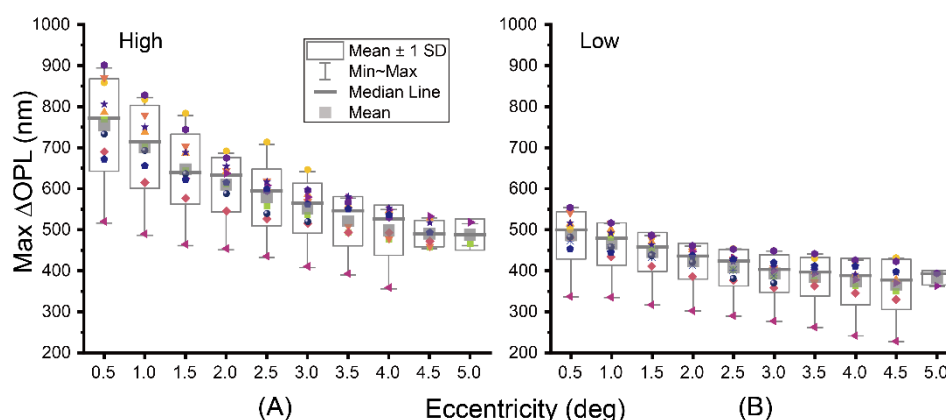 1000
900
800
700
600
500
400
300
200
Max ΔOPL (nm)
High
Mean ± 1 SD
Min~Max
Median Line
Mean
0.5 1.0 1.5 2.0 2.5 3.0 3.5 4.0 4.5 5.0
(A)
1000
900
800
700
600
500
400
300
200
Low
0.5 1.0 1.5 2.0 2.5 3.0 3.5 4.0 4.5 5.0
(B)
Eccentricity (deg)